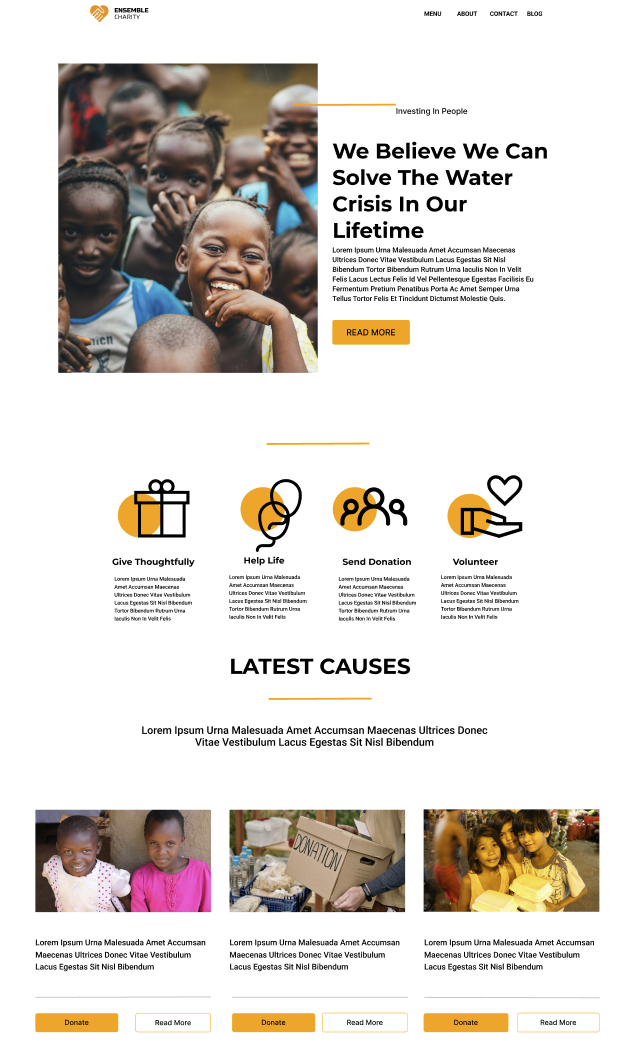 ENSEMBLE
CHARITY
MENU ABOUT CONTACT BLOG
Investing In People
We Believe We Can
Solve The Water
Crisis In Our
Lifetime
Lorem Ipsum Urna Malesuada Amet Accumsan Maecenas
Ultrices Donec Vitae Vestibulum Lacus Egestas Sit Nisl
Bibendum Tortor Bibendum Rutrum Urna Iaculis Non In Velit
Felis Lacus Lectus Felis Id Vel Pellentesque Egestas Facilisis Eu
Fermentum Pretium Penatibus Porta Ac Amet Semper Urna
Tellus Tortor Felis Et Tincidunt Dictumst Molestie Quis.
READ MORE
Give Thoughtfully
Lorem Ipsum Urna Malesuada
Amet Accumsan Maecenas
Ultrices Donec Vitae Vestibulum
Lacus Egestas Sit Nisl Bibendum
Tortor Bibendum Rutrum Urna
Iaculis Non In Velit Felis
Help Life
Lorem Ipsum Urna Malesuada
Amet Accumsan Maecenas
Ultrices Donec Vitae Vestibulum
Lacus Egestas Sit Nisl Bibendum
Tortor Bibendum Rutrum Urna
Iaculis Non In Velit Felis
Send Donation
Lorem Ipsum Urna Malesuada
Amet Accumsan Maecenas
Ultrices Donec Vitae Vestibulum
Lacus Egestas Sit Nisl Bibendum
Tortor Bibendum Rutrum Urna
Iaculis Non In Velit Felis
Volunteer
Lorem Ipsum Urna Malesuada
Amet Accumsan Maecenas
Ultrices Donec Vitae Vestibulum
Lacus Egestas Sit Nisl Bibendum
Tortor Bibendum Rutrum Urna
Iaculis Non In Velit Felis
LATEST CAUSES
Lorem Ipsum Urna Malesuada Amet Accumsan Maecenas Ultrices Donec
Vitae Vestibulum Lacus Egestas Sit Nisl Bibendum
DONATION
Lorem Ipsum Urna Malesuada Amet Accumsan
Maecenas Ultrices Donec Vitae Vestibulum
Lacus Egestas Sit Nisl Bibendum
Donate Read More
Lorem Ipsum Urna Malesuada Amet Accumsan
Maecenas Ultrices Donec Vitae Vestibulum
Lacus Egestas Sit Nisl Bibendum
Donate Read More
Lorem Ipsum Urna Malesuada Amet Accumsan
Maecenas Ultrices Donec Vitae Vestibulum
Lacus Egestas Sit Nisl Bibendum
Donate Read More